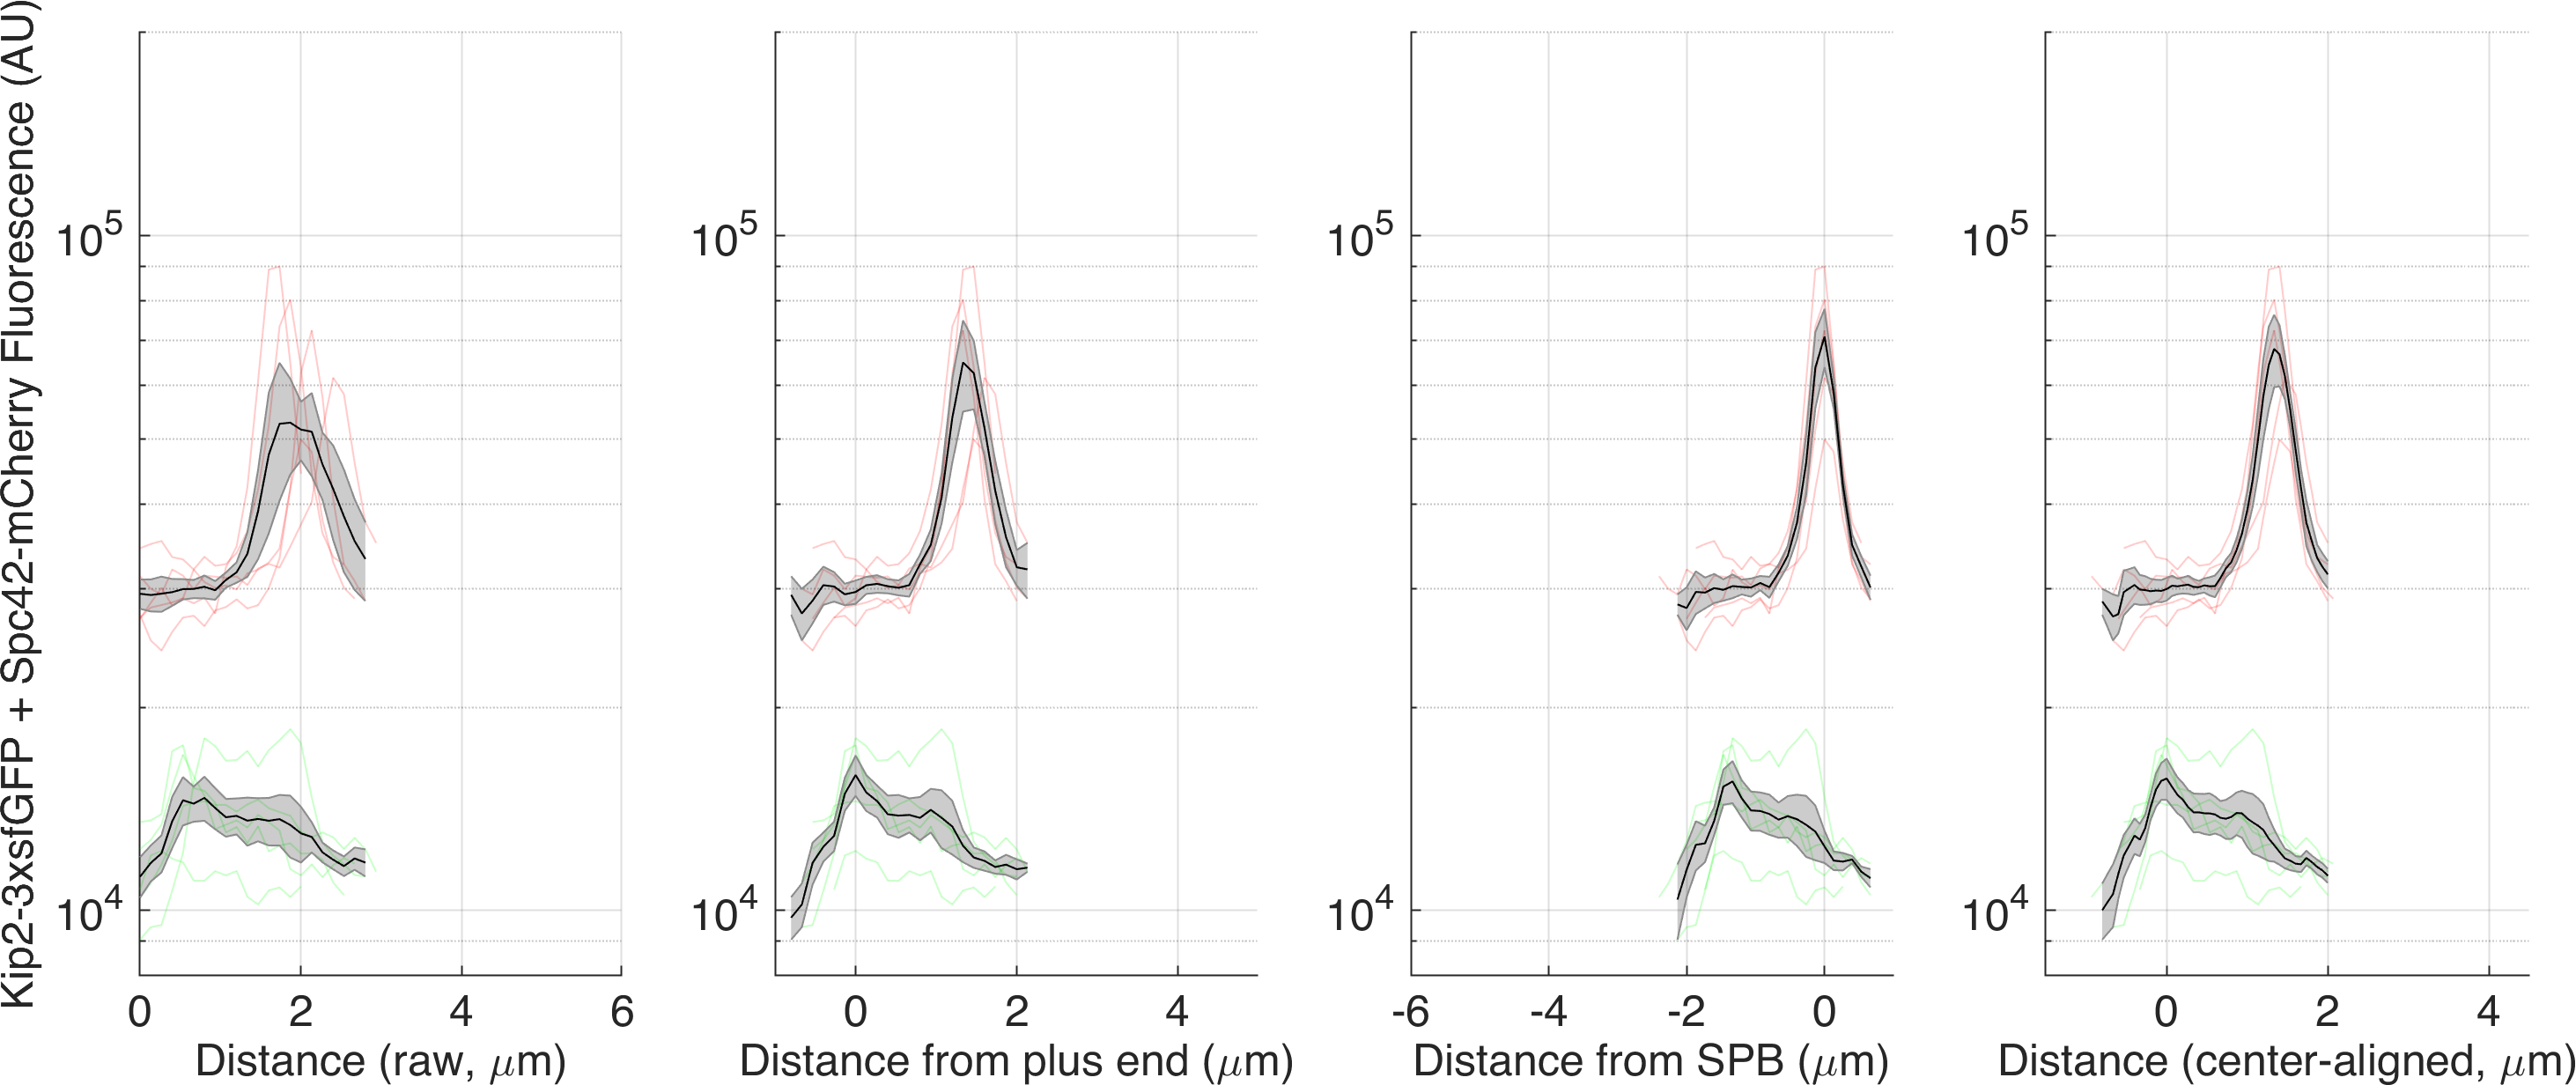 Kip2-3xsfGFP + Spc42-mCherry Fluorescence (AU)
10^5
10^4
0 2 4 6
Distance (raw, μm)
10^5
10^4
0 2 4
Distance from plus end (μm)
10^5
10^4
-6 -4 -2 0
Distance from SPB (μm)
10^5
10^4
0 2 4
Distance (center-aligned, μm)